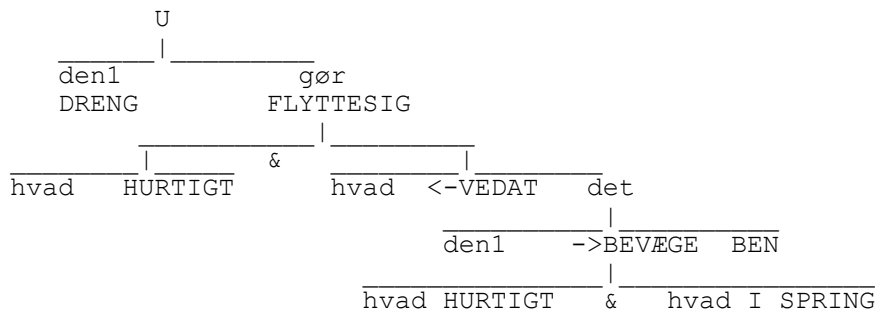 U
den1 gør
DRENG FLYTTESIG
&
hvad HURTIGT hvad <-VEDAT det
den1 ->BEVÆGE BEN
hvad HURTIGT & hvad I SPRING